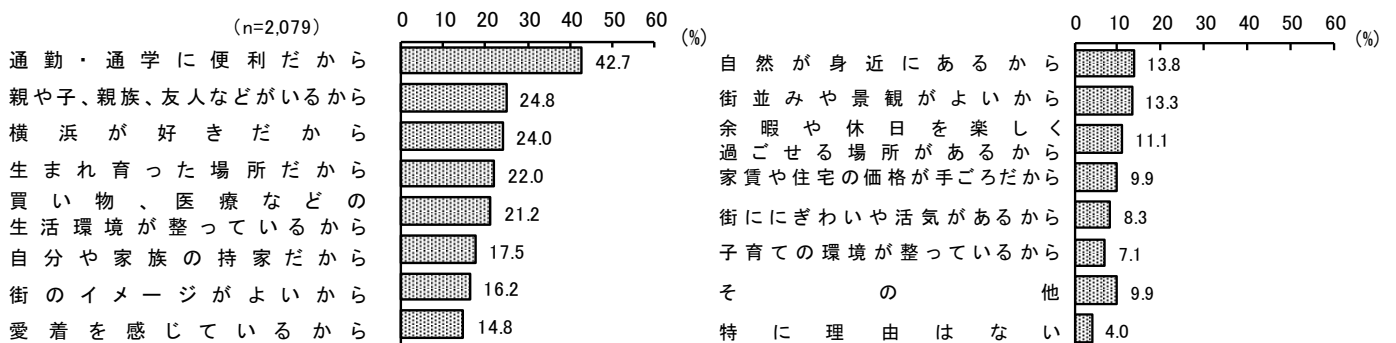 (n=2,079)
0 10 20 30 40 50 60
(%)
通勤・通学に便利だから 42.7
親や子、親族、友人などがいるから 24.8
横浜が好きだから 24.0
生まれ育った場所だから 22.0
買い物、医療などの
生活環境が整っているから 21.2
自分や家族の持家だから 17.5
街のイメージがよいから 16.2
愛着を感じているから 14.8
0 10 20 30 40 50 60
(%)
自然が身近にあるから 13.8
街並みや景観がよいから 13.3
余暇や休日を楽しく
過ごせる場所があるから 11.1
家賃や住宅の価格が手ごろだから 9.9
街ににぎわいや活気があるから 8.3
子育ての環境が整っているから 7.1
その他 9.9
特に理由はない 4.0